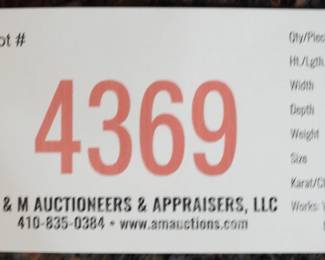 ot #
4369
& M AUCTIONEERS & APPRAISERS, LLC
410-835-0384 • www.amauctions.com
Qty/Piec
Ht./Lgth
Width
Depth
Weight
Size
Karat/Cl
Works: